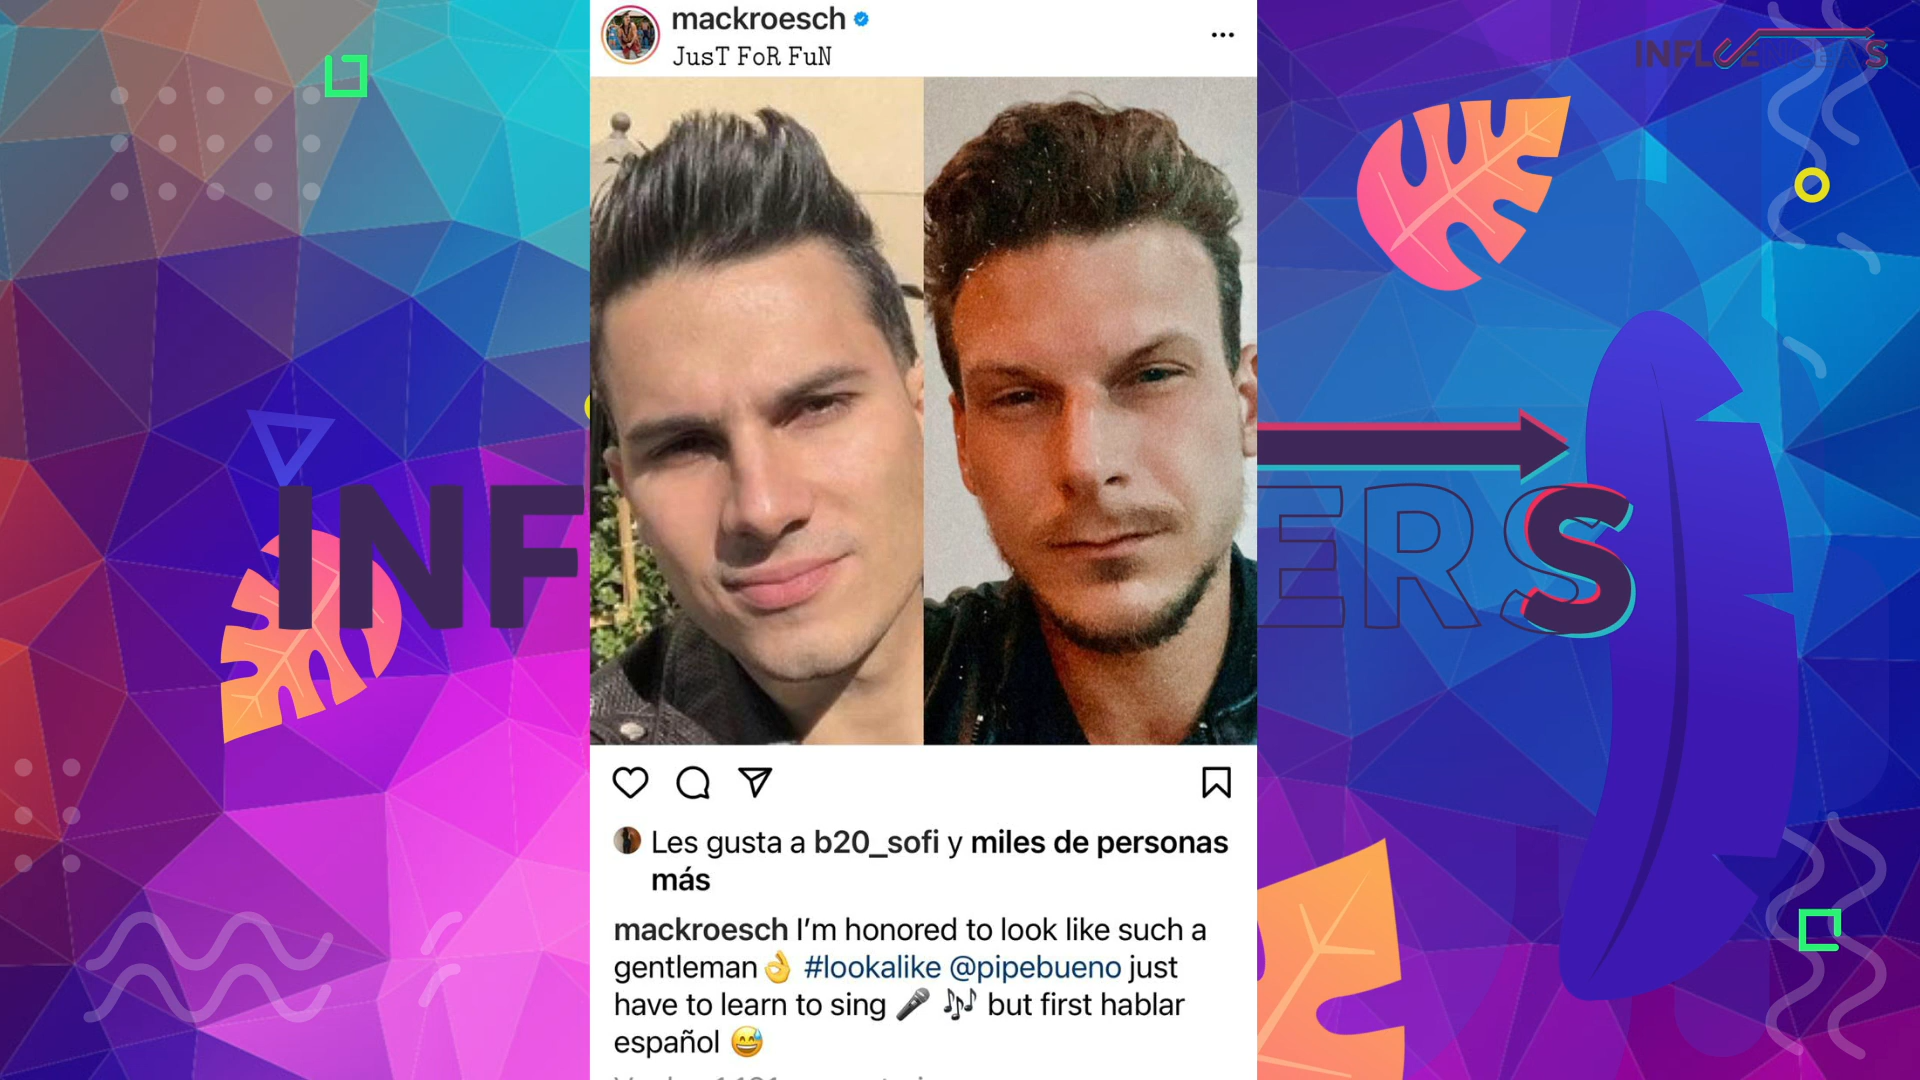 mackroesch
JusT FoR FuN
INFLUENCERS
INF
ERS
Les gusta a b20_sofi y miles de personas
más
mackroesch I'm honored to look like such a
gentleman👌 #lookalike @pipebueno just
have to learn to sing 🎤 🎶 but first hablar
español 😅